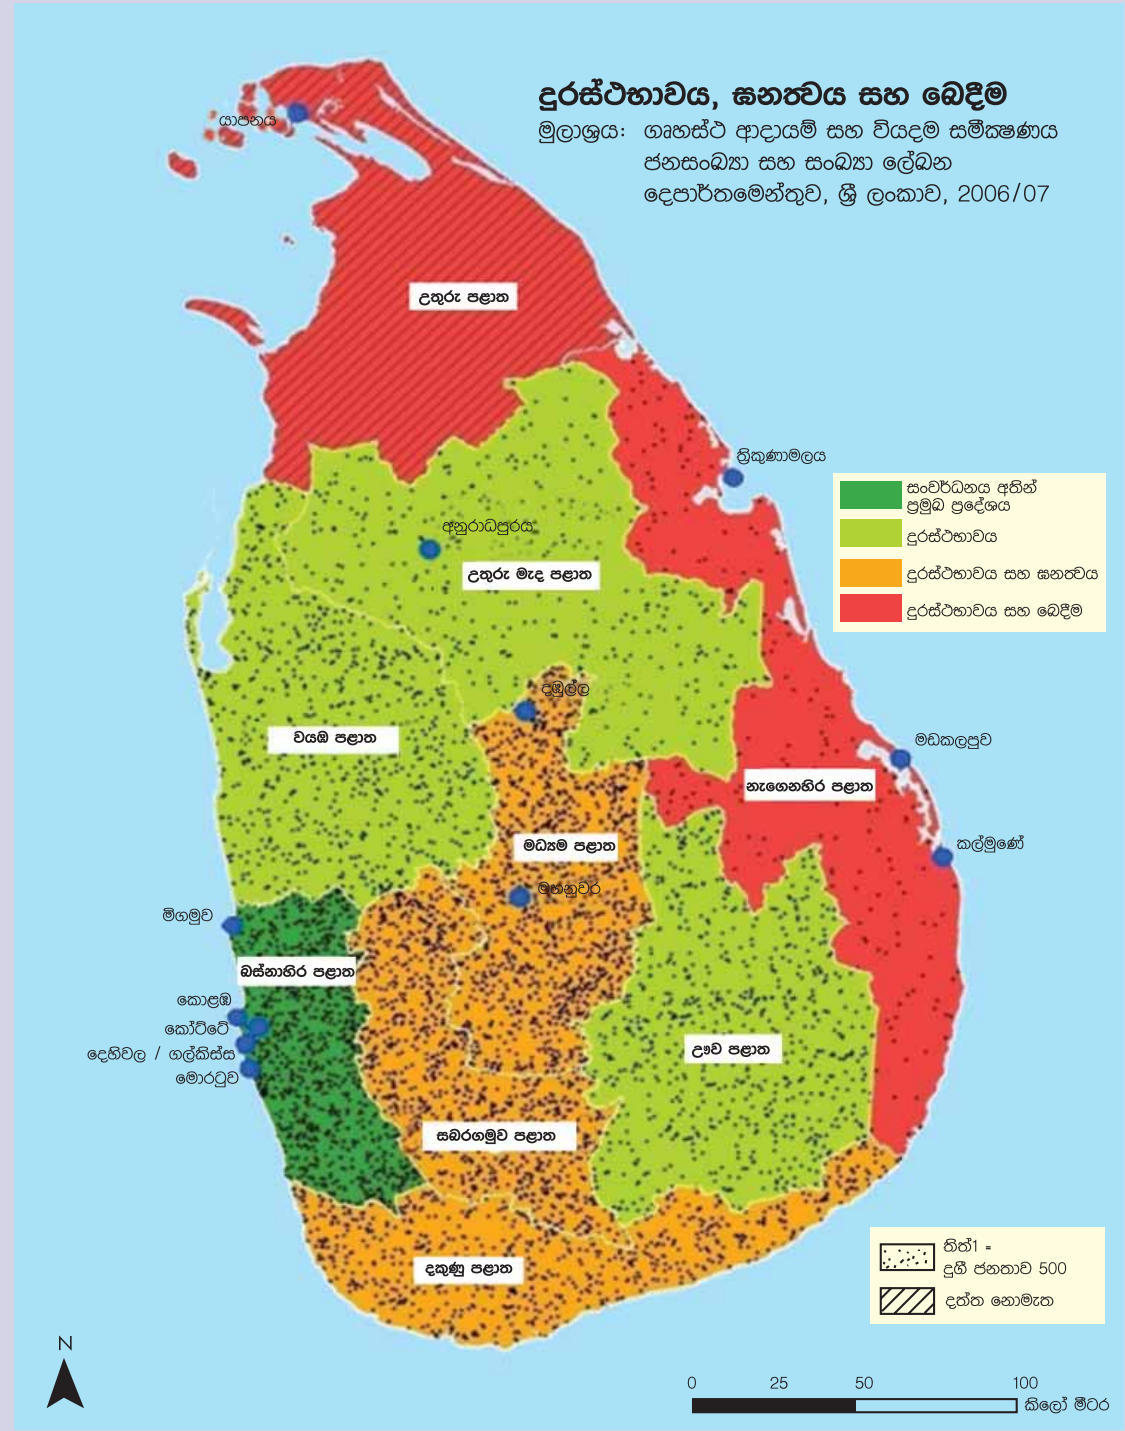 දුරස්ථභාවය, ඝනත්වය සහ බෙදීම
මුලාශ්‍රය: ගෘහස්ථ ආදායම් සහ වියදම් සමීක්ෂණය
ජනසංඛ්‍යා සහ සංඛ්‍යා ලේඛන
දෙපාර්තමෙන්තුව, ශ්‍රී ලංකාව, 2006/07
යාපනය
උතුරු පළාත
ත්‍රිකුණාමලය
සංවර්ධනය අතින්
ප්‍රමුඛ ප්‍රදේශය
දුරස්ථභාවය
දුරස්ථභාවය සහ ඝනත්වය
දුරස්ථභාවය සහ බෙදීම
අනුරාධපුරය
උතුරු මැද පළාත
දඹුල්ල
වයඹ පළාත
මඩකලපුව
නැගෙනහිර පළාත
මධ්‍යම පළාත
කල්මුණේ
මහනුවර
මීගමුව
බස්නාහිර පළාත
කොළඹ
කෝට්ටේ
දෙහිවල / ගල්කිස්ස
මොරටුව
ඌව පළාත
සබරගමුව පළාත
දකුණු පළාත
තිත්1 =
දුගී ජනතාව 500
දත්ත නොමැත
N
0 25 50 100
කිලෝ මීටර